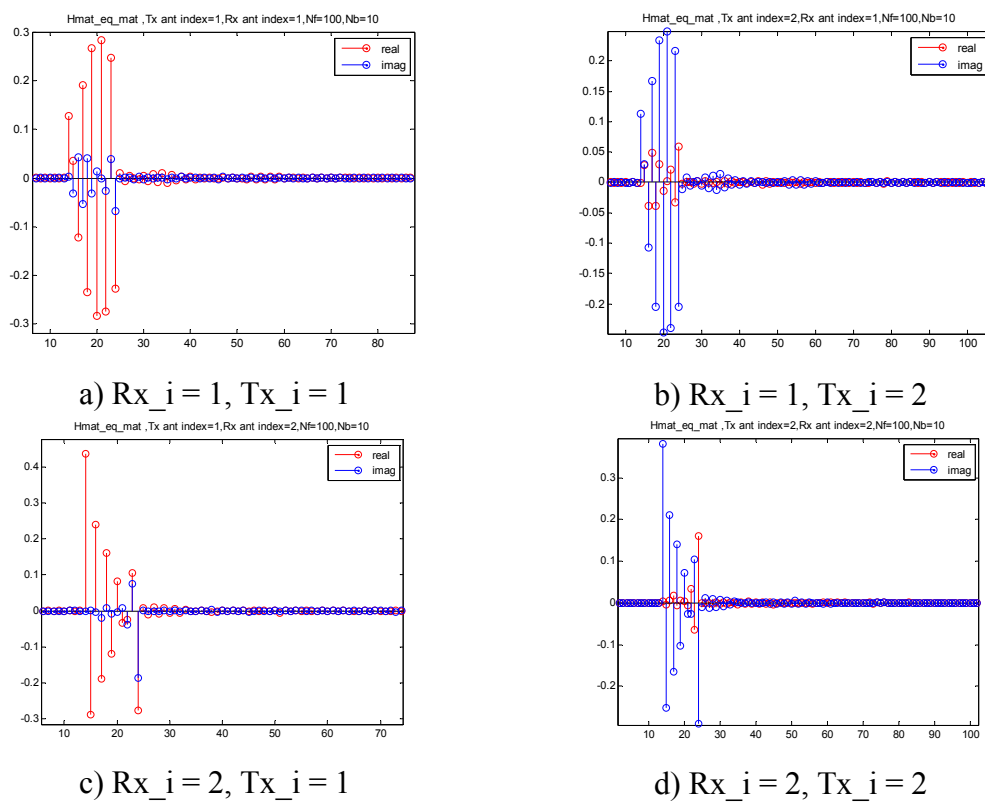 Hmat_eq_mat ,Tx ant index=1,Rx ant index=1,Nf=100,Nb=10
0.3
0.2
0.1
0
-0.1
-0.2
-0.3
10 20 30 40 50 60 70 80
real
imag
a) Rx_i = 1, Tx_i = 1
Hmat_eq_mat ,Tx ant index=2,Rx ant index=1,Nf=100,Nb=10
0.2
0.15
0.1
0.05
0
-0.05
-0.1
-0.15
-0.2
10 20 30 40 50 60 70 80 90 100
real
imag
b) Rx_i = 1, Tx_i = 2
Hmat_eq_mat ,Tx ant index=1,Rx ant index=2,Nf=100,Nb=10
0.4
0.3
0.2
0.1
0
-0.1
-0.2
-0.3
10 20 30 40 50 60 70
real
imag
c) Rx_i = 2, Tx_i = 1
Hmat_eq_mat ,Tx ant index=2,Rx ant index=2,Nf=100,Nb=10
0.3
0.2
0.1
0
-0.1
-0.2
10 20 30 40 50 60 70 80 90 100
real
imag
d) Rx_i = 2, Tx_i = 2